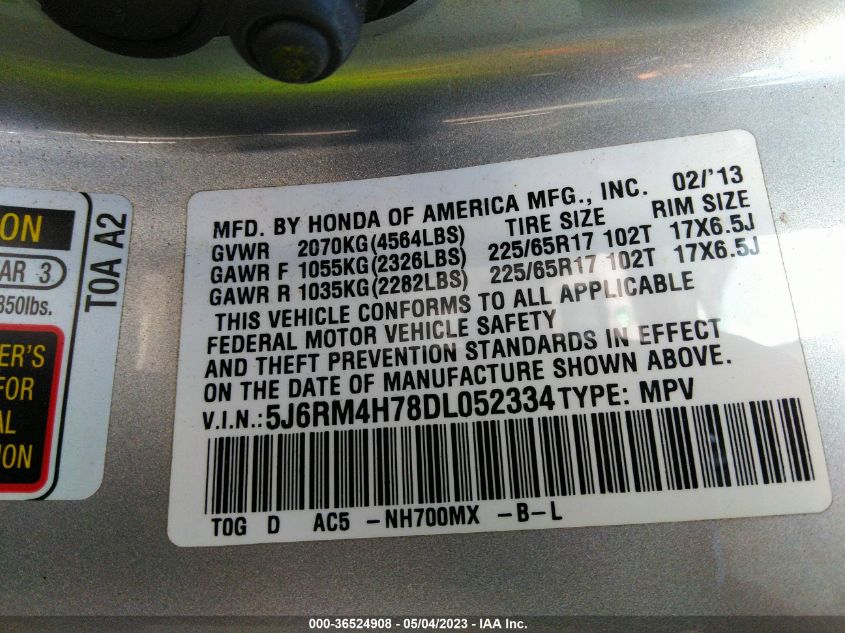 ON
AR 3
350lbs.
ER'S
FOR
AL
ION
T0A A2
MFD. BY HONDA OF AMERICA MFG., INC. 02/'13
GVWR 2070KG(4564LBS) TIRE SIZE RIM SIZE
GAWR F 1055KG(2326LBS) 225/65R17 102T 17X6.5J
GAWR R 1035KG(2282LBS) 225/65R17 102T 17X6.5J
THIS VEHICLE CONFORMS TO ALL APPLICABLE
FEDERAL MOTOR VEHICLE SAFETY
AND THEFT PREVENTION STANDARDS IN EFFECT
ON THE DATE OF MANUFACTURE SHOWN ABOVE.
V.I.N.: 5J6RM4H78DL052334 TYPE: MPV
T0G D AC5 -NH700MX -B-L
000-36524908 - 05/04/2023 - IAA Inc.